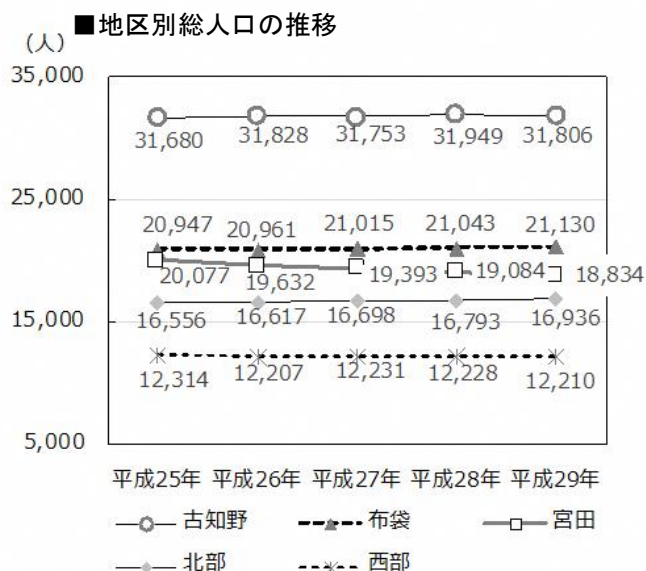 ■地区別総人口の推移
（人）
35,000
31,680 31,828 31,753 31,949 31,806
25,000
20,947 20,961 21,015 21,043 21,130
20,077 19,632 19,393 19,084 18,834
15,000
16,556 16,617 16,698 16,793 16,936
12,314 12,207 12,231 12,228 12,210
5,000
平成25年 平成26年 平成27年 平成28年 平成29年
古知野 布袋 宮田
北部 西部